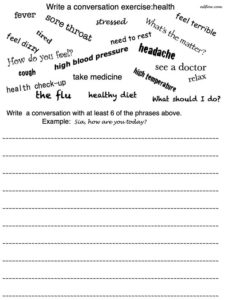 Write a conversation exercise:health
eslflow.com
fever
sore throat
stressed
feel terrible
feel dizzy
tired
need to rest
What's the matter?
How do you feel?
high blood pressure
headache
see a doctor
cough
take medicine
high temperature
relax
health check-up
the flu
healthy diet
What should I do?
Write a conversation with at least 6 of the phrases above.
Example: Sia, how are you today?